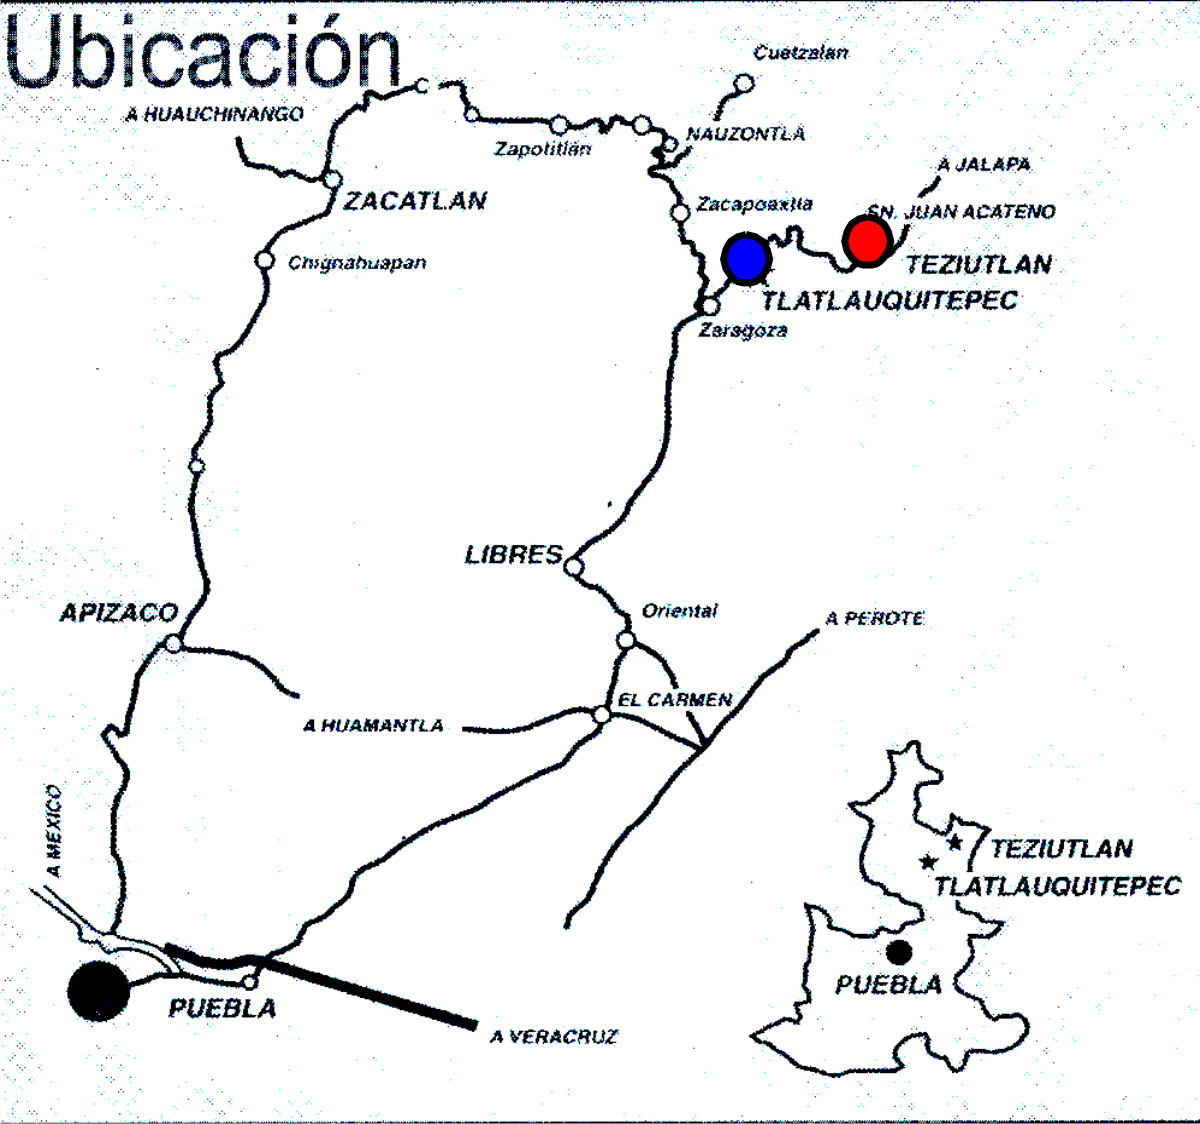 Ubicación
Cuetzalan
A HUAUCHINANGO
NAUZONTLA
Zapotitlán
A JALAPA
ZACATLAN
Zacapoaxtla
SN. JUAN ACATENO
Chignahuapan
TEZIUTLAN
TLATLAUQUITEPEC
Zaragoza
LIBRES
APIZACO
Oriental
A PEROTE
EL CARMEN
A HUAMANTLA
A MEXICO
TEZIUTLAN
TLATLAUQUITEPEC
PUEBLA
PUEBLA
A VERACRUZ